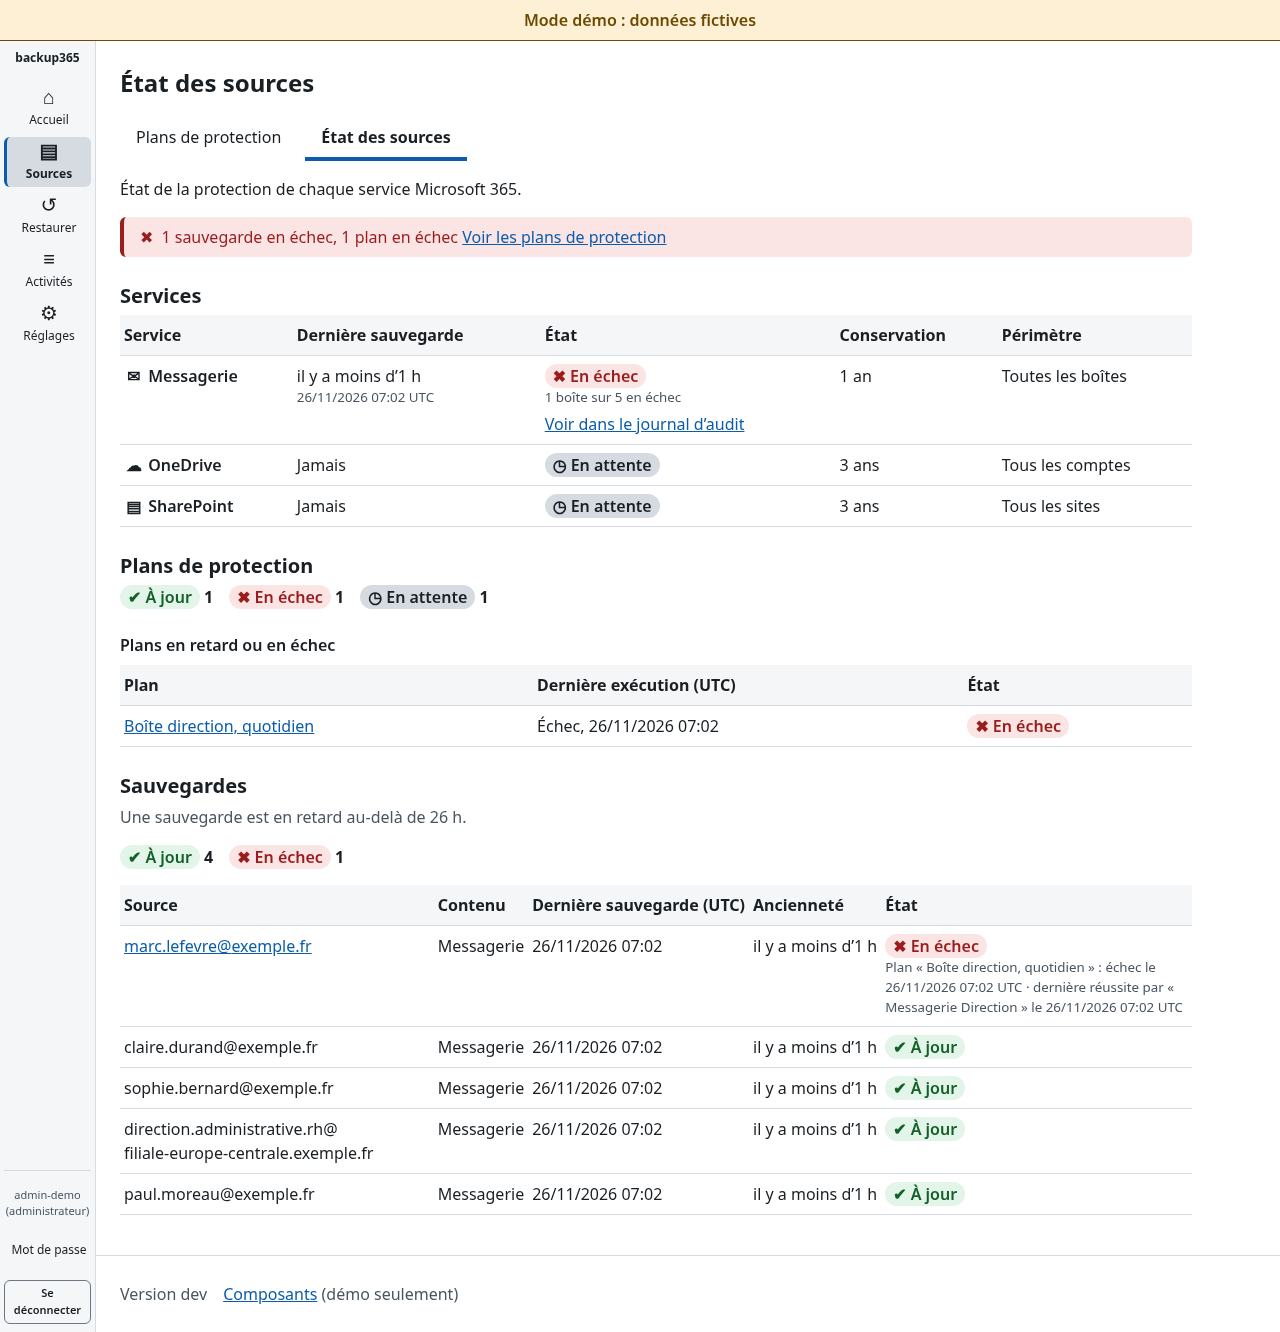 Mode démo : données fictives
backup365
Accueil
Sources
Restaurer
Activités
Réglages
admin-demo
(administrateur)
Mot de passe
Se
déconnecter
État des sources
Plans de protection État des sources
État de la protection de chaque service Microsoft 365.
✖ 1 sauvegarde en échec, 1 plan en échec Voir les plans de protection
Services
Service Dernière sauvegarde État Conservation Périmètre
Messagerie il y a moins d’1 h ✖ En échec 1 an Toutes les boîtes
26/11/2026 07:02 UTC 1 boîte sur 5 en échec
Voir dans le journal d’audit
OneDrive Jamais En attente 3 ans Tous les comptes
SharePoint Jamais En attente 3 ans Tous les sites
Plans de protection
✔ À jour 1 ✖ En échec 1 En attente 1
Plans en retard ou en échec
Plan Dernière exécution (UTC) État
Boîte direction, quotidien Échec, 26/11/2026 07:02 ✖ En échec
Sauvegardes
Une sauvegarde est en retard au-delà de 26 h.
✔ À jour 4 ✖ En échec 1
Source Contenu Dernière sauvegarde (UTC) Ancienneté État
marc.lefevre@exemple.fr Messagerie 26/11/2026 07:02 il y a moins d’1 h ✖ En échec
Plan « Boîte direction, quotidien » : échec le
26/11/2026 07:02 UTC · dernière réussite par «
Messagerie Direction » le 26/11/2026 07:02 UTC
claire.durand@exemple.fr Messagerie 26/11/2026 07:02 il y a moins d’1 h ✔ À jour
sophie.bernard@exemple.fr Messagerie 26/11/2026 07:02 il y a moins d’1 h ✔ À jour
direction.administrative.rh@ Messagerie 26/11/2026 07:02 il y a moins d’1 h ✔ À jour
filiale-europe-centrale.exemple.fr
paul.moreau@exemple.fr Messagerie 26/11/2026 07:02 il y a moins d’1 h ✔ À jour
Version dev Composants (démo seulement)